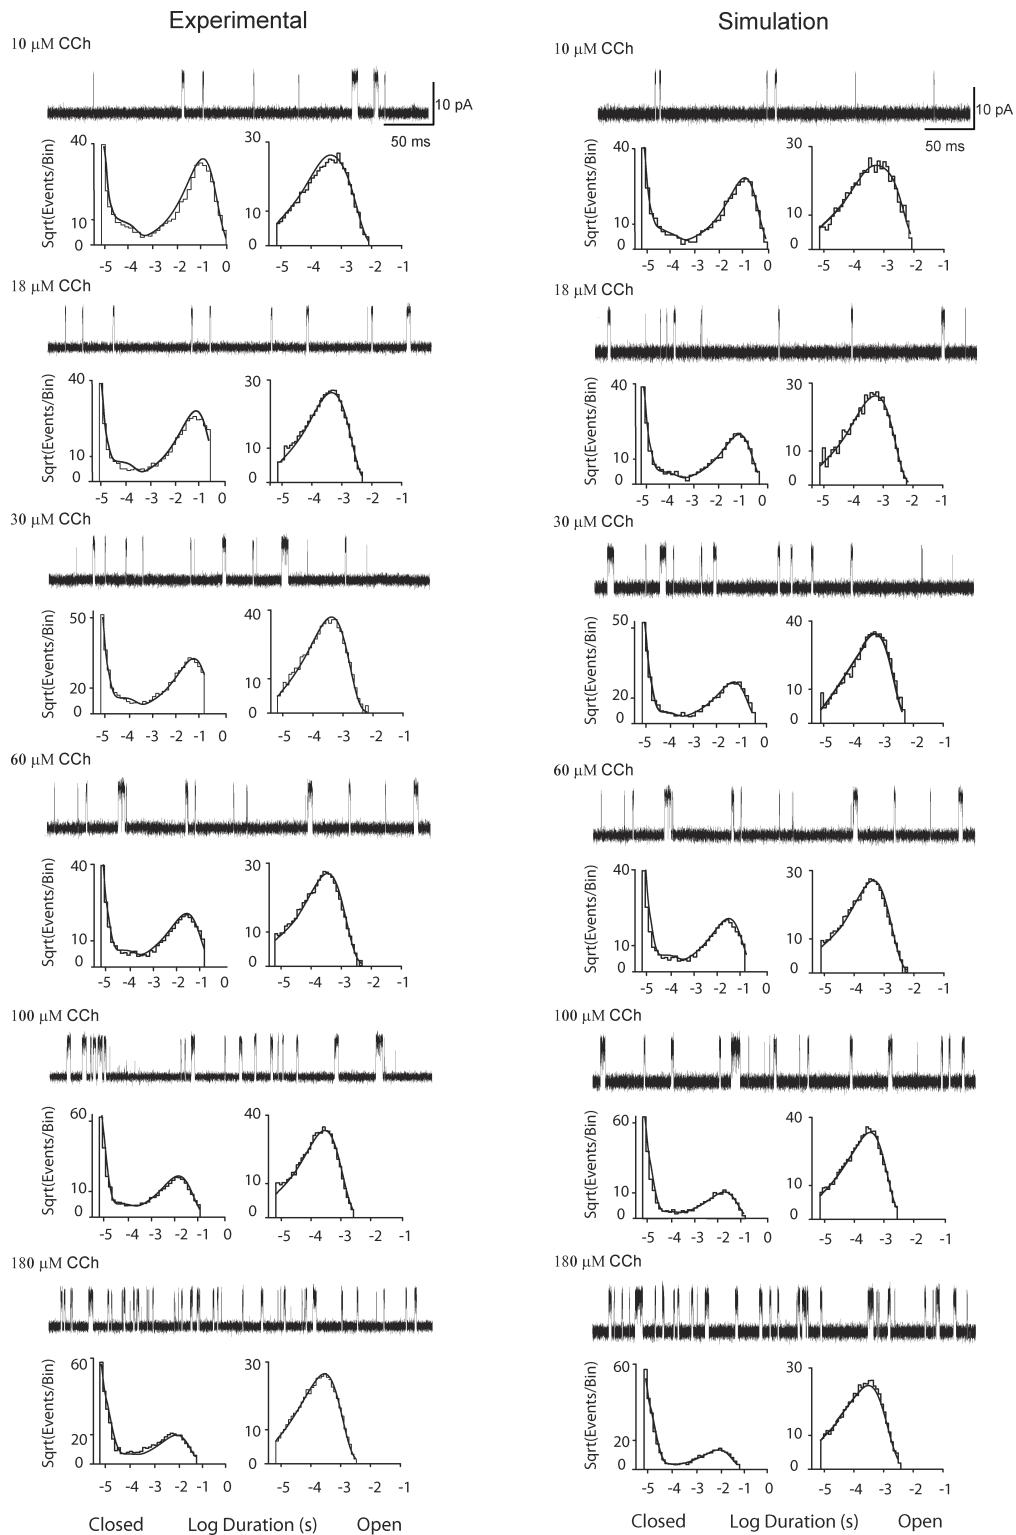 Experimental Simulation
10 µM CCh 10 µM CCh
10 pA 10 pA
50 ms 50 ms
Sqrt(Events/Bin) 40 10 0 30 10 0 Sqrt(Events/Bin) 40 10 0 30 10 0
-5 -4 -3 -2 -1 0 -5 -4 -3 -2 -1 -5 -4 -3 -2 -1 0 -5 -4 -3 -2 -1
18 µM CCh 18 µM CCh
Sqrt(Events/Bin) 40 10 0 30 10 0 Sqrt(Events/Bin) 40 10 0 30 10 0
-5 -4 -3 -2 -1 0 -5 -4 -3 -2 -1 -5 -4 -3 -2 -1 0 -5 -4 -3 -2 -1
30 µM CCh 30 µM CCh
Sqrt(Events/Bin) 50 20 0 40 10 0 Sqrt(Events/Bin) 50 20 0 40 10 0
-5 -4 -3 -2 -1 0 -5 -4 -3 -2 -1 -5 -4 -3 -2 -1 0 -5 -4 -3 -2 -1
60 µM CCh 60 µM CCh
Sqrt(Events/Bin) 40 10 0 30 10 0 Sqrt(Events/Bin) 40 10 0 30 10 0
-5 -4 -3 -2 -1 0 -5 -4 -3 -2 -1 -5 -4 -3 -2 -1 0 -5 -4 -3 -2 -1
100 µM CCh 100 µM CCh
Sqrt(Events/Bin) 60 10 0 40 10 0 Sqrt(Events/Bin) 60 10 0 40 10 0
-5 -4 -3 -2 -1 0 -5 -4 -3 -2 -1 -5 -4 -3 -2 -1 0 -5 -4 -3 -2 -1
180 µM CCh 180 µM CCh
Sqrt(Events/Bin) 60 20 0 30 10 0 Sqrt(Events/Bin) 60 20 0 30 10 0
-5 -4 -3 -2 -1 0 -5 -4 -3 -2 -1 -5 -4 -3 -2 -1 0 -5 -4 -3 -2 -1
Closed Log Duration (s) Open Closed Log Duration (s) Open